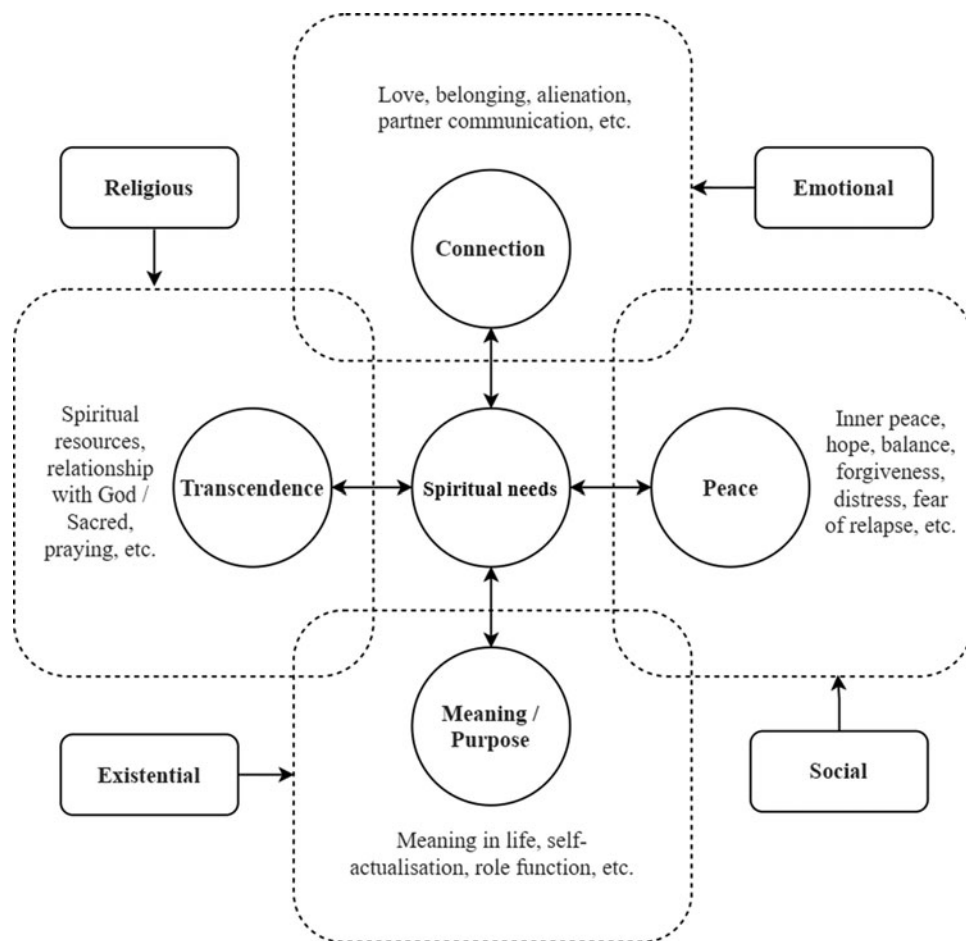 Love, belonging, alienation,
partner communication, etc.
Religious
Emotional
Connection
Spiritual
resources,
relationship
with God /
Sacred,
praying, etc.
Transcendence
Spiritual needs
Peace
Inner peace,
hope, balance,
forgiveness,
distress, fear
of relapse, etc.
Meaning /
Purpose
Existential
Social
Meaning in life, self-
actualisation, role function, etc.